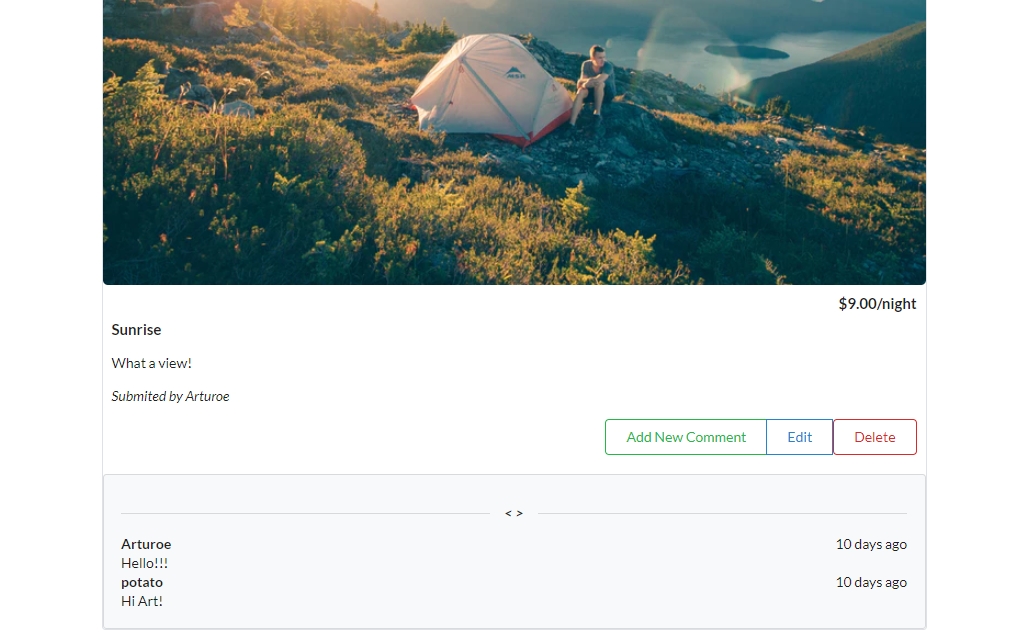 MSR
$9.00/night
Sunrise
What a view!
Submited by Arturoe
Add New Comment Edit Delete
< >
Arturoe 10 days ago
Hello!!!
potato 10 days ago
Hi Art!